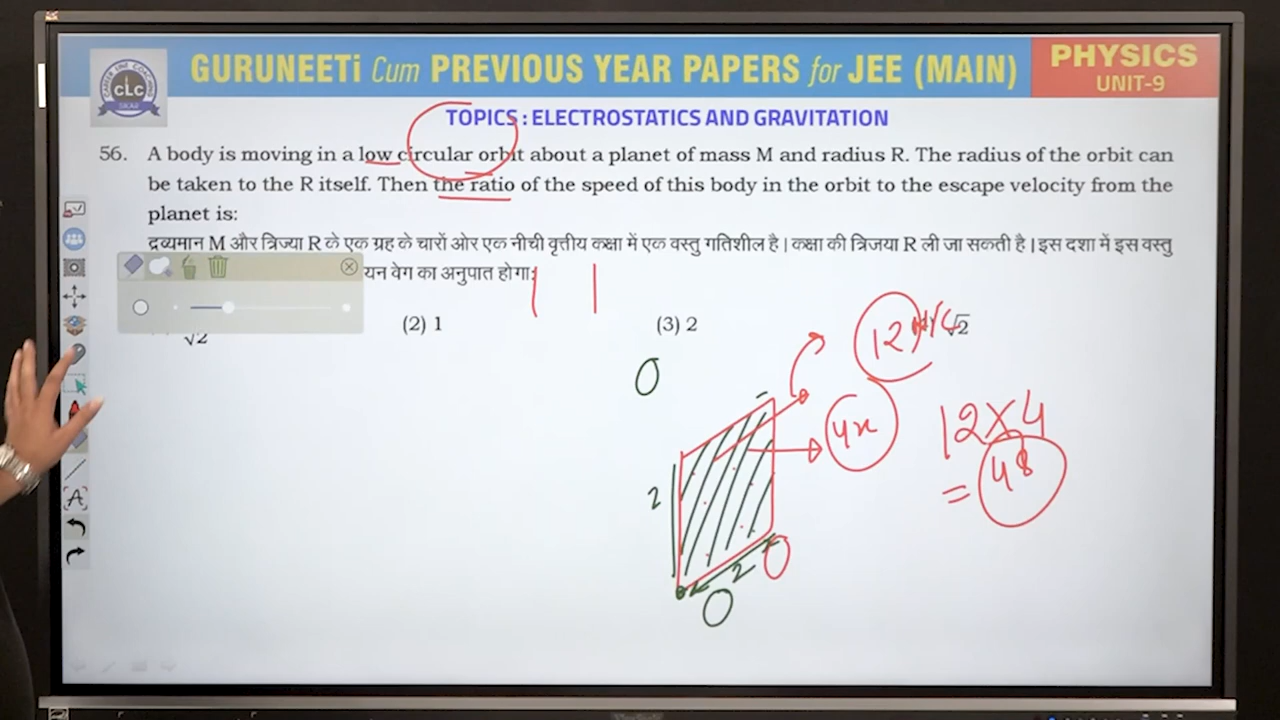 GURUNEETi Cum PREVIOUS YEAR PAPERS for JEE (MAIN)
PHYSICS
UNIT-9
CLC
TOPICS : ELECTROSTATICS AND GRAVITATION
56. A body is moving in a low circular orbit about a planet of mass M and radius R. The radius of the orbit can
be taken to the R itself. Then the ratio of the speed of this body in the orbit to the escape velocity from the
planet is:
द्रव्यमान M और त्रिज्या R के एक ग्रह के चारों ओर एक नीची वृत्तीय कक्षा में एक वस्तु गतिशील है। कक्षा की त्रिजया R ली जा सकती है। इस दशा में इस वस्तु
यन वेग का अनुपात होगा:
√2 (2) 1 (3) 2 √2
12
0
4x
12×4
2
= 48
2
0
0
A